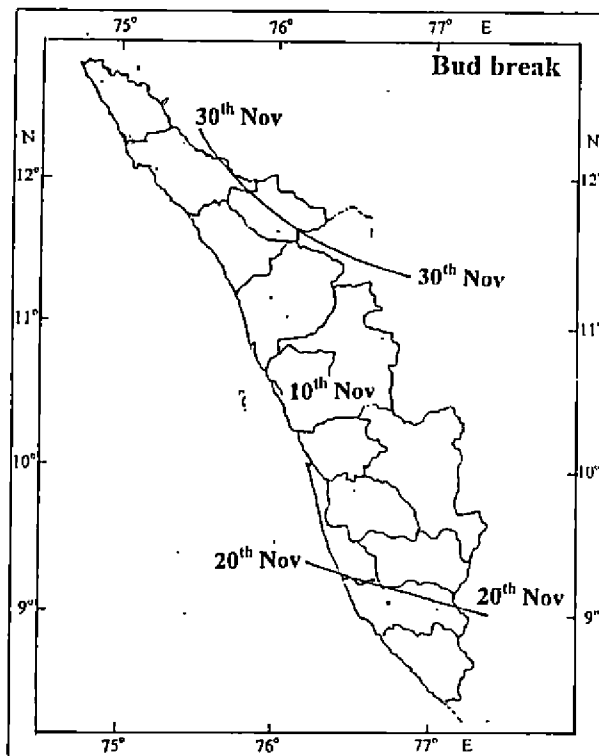 75° 76° 77° E
Bud break
30th Nov
N N
12° 12°
30th Nov
11° 11°
10th Nov
10° 10°
20th Nov
20th Nov
9° 9°
75° 76° E 77°